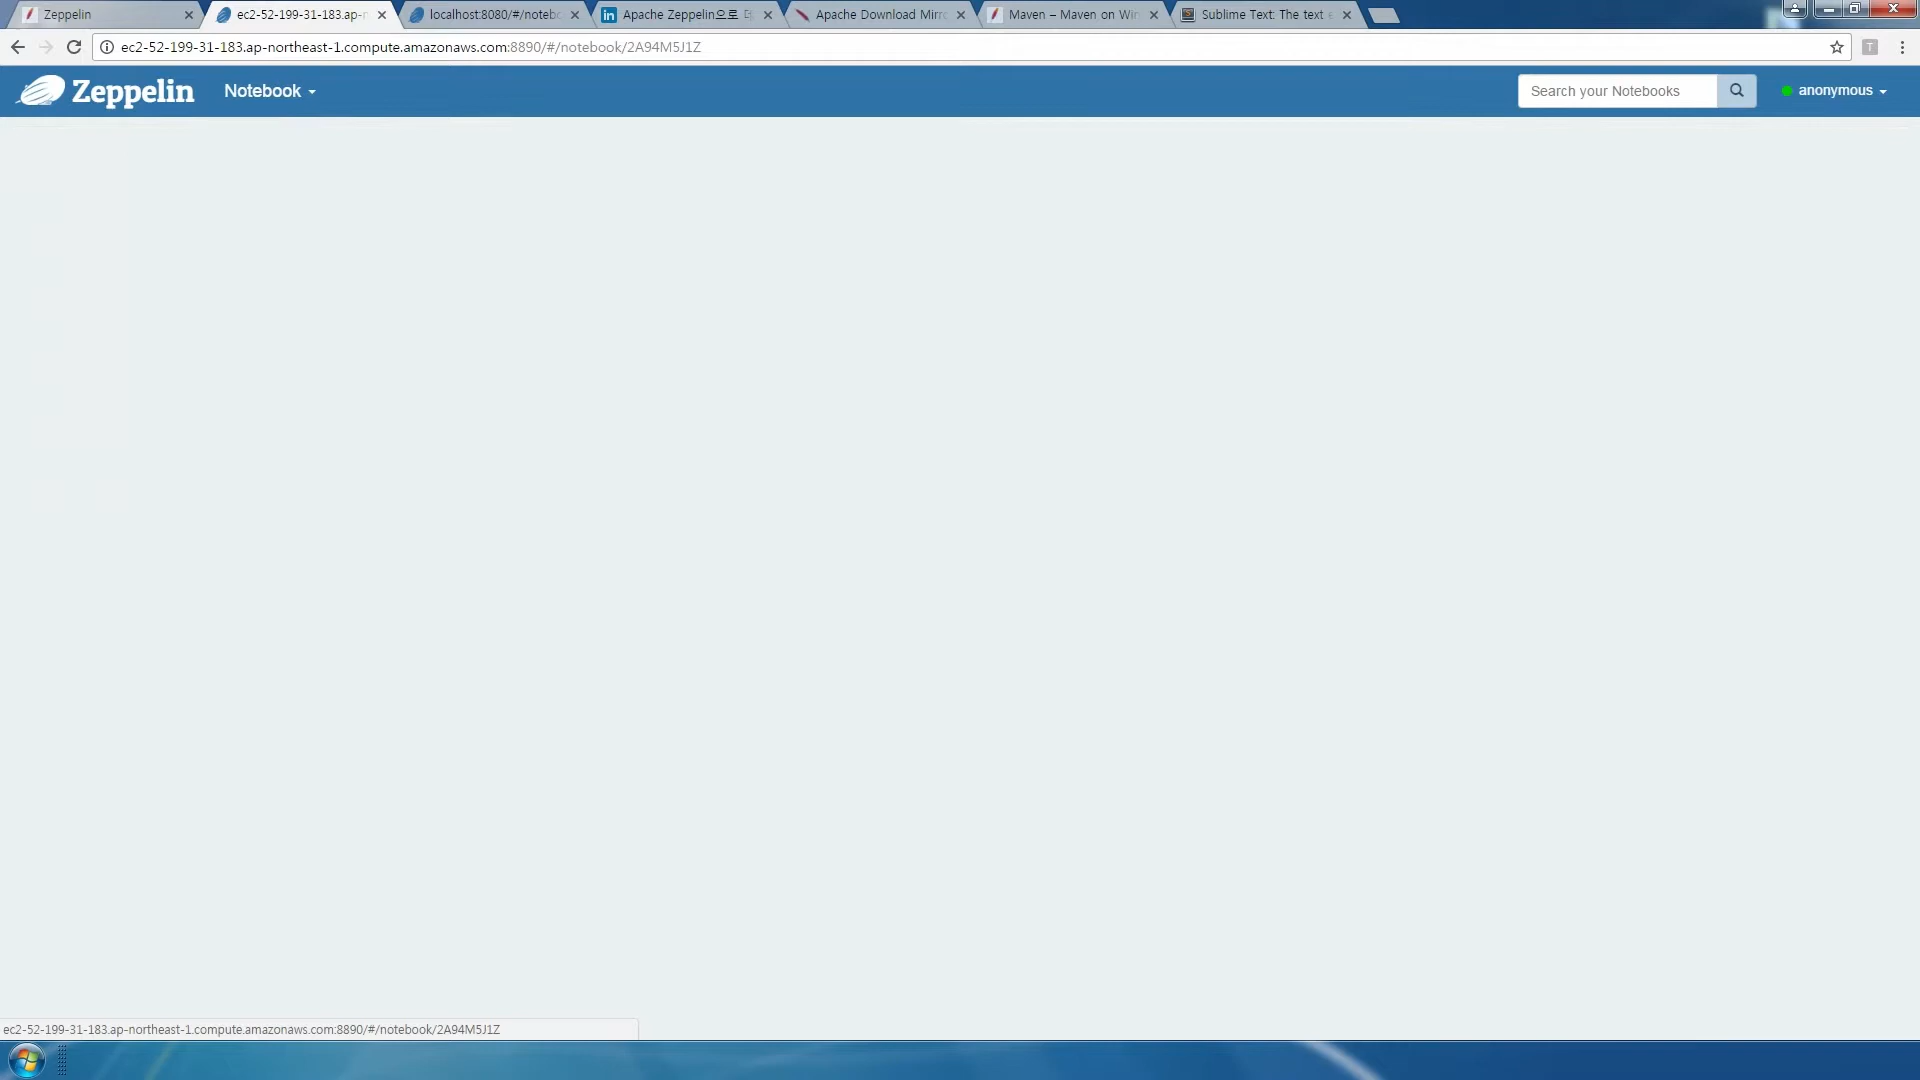 Zeppelin
ec2-52-199-31-183.ap-n
localhost:8080/#/notebo
Apache Zeppelin으로
Apache Download Mirro
Maven – Maven on Win
Sublime Text: The text
ec2-52-199-31-183.ap-northeast-1.compute.amazonaws.com:8890/#/notebook/2A94M5J1Z
T
Zeppelin
Notebook
Search your Notebooks
anonymous
ec2-52-199-31-183.ap-northeast-1.compute.amazonaws.com:8890/#/notebook/2A94M5J1Z